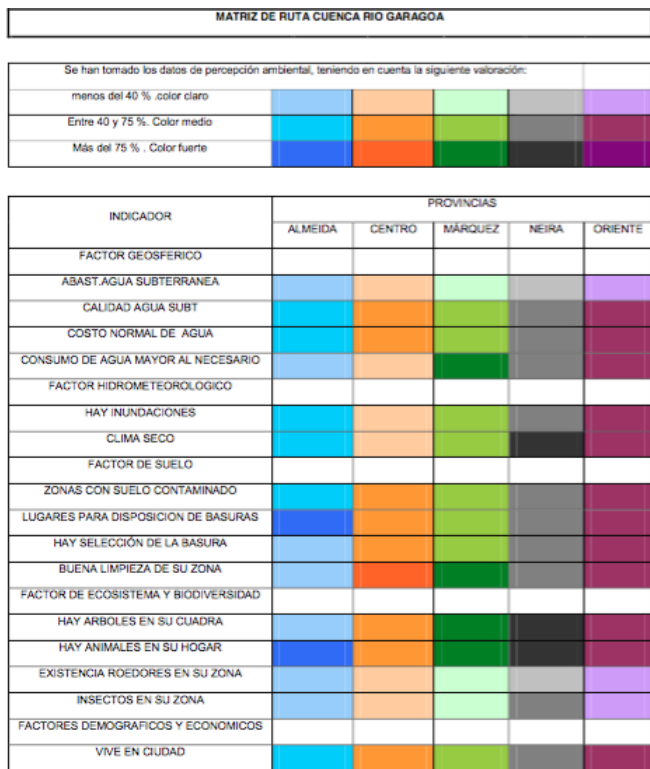 MATRIZ DE RUTA CUENCA RIO GARAGOA
Se han tomado los datos de percepción ambiental, teniendo en cuenta la siguiente valoración:
menos del 40 % .color claro
Entre 40 y 75 %. Color medio
Más del 75 % . Color fuerte
INDICADOR
PROVINCIAS
ALMEIDA CENTRO MÁRQUEZ NEIRA ORIENTE
FACTOR GEOSFERICO
ABAST.AGUA SUBTERRANEA
CALIDAD AGUA SUBT
COSTO NORMAL DE AGUA
CONSUMO DE AGUA MAYOR AL NECESARIO
FACTOR HIDROMETEOROLOGICO
HAY INUNDACIONES
CLIMA SECO
FACTOR DE SUELO
ZONAS CON SUELO CONTAMINADO
LUGARES PARA DISPOSICION DE BASURAS
HAY SELECCIÓN DE LA BASURA
BUENA LIMPIEZA DE SU ZONA
FACTOR DE ECOSISTEMA Y BIODIVERSIDAD
HAY ARBOLES EN SU CUADRA
HAY ANIMALES EN SU HOGAR
EXISTENCIA ROEDORES EN SU ZONA
INSECTOS EN SU ZONA
FACTORES DEMOGRAFICOS Y ECONOMICOS
VIVE EN CIUDAD